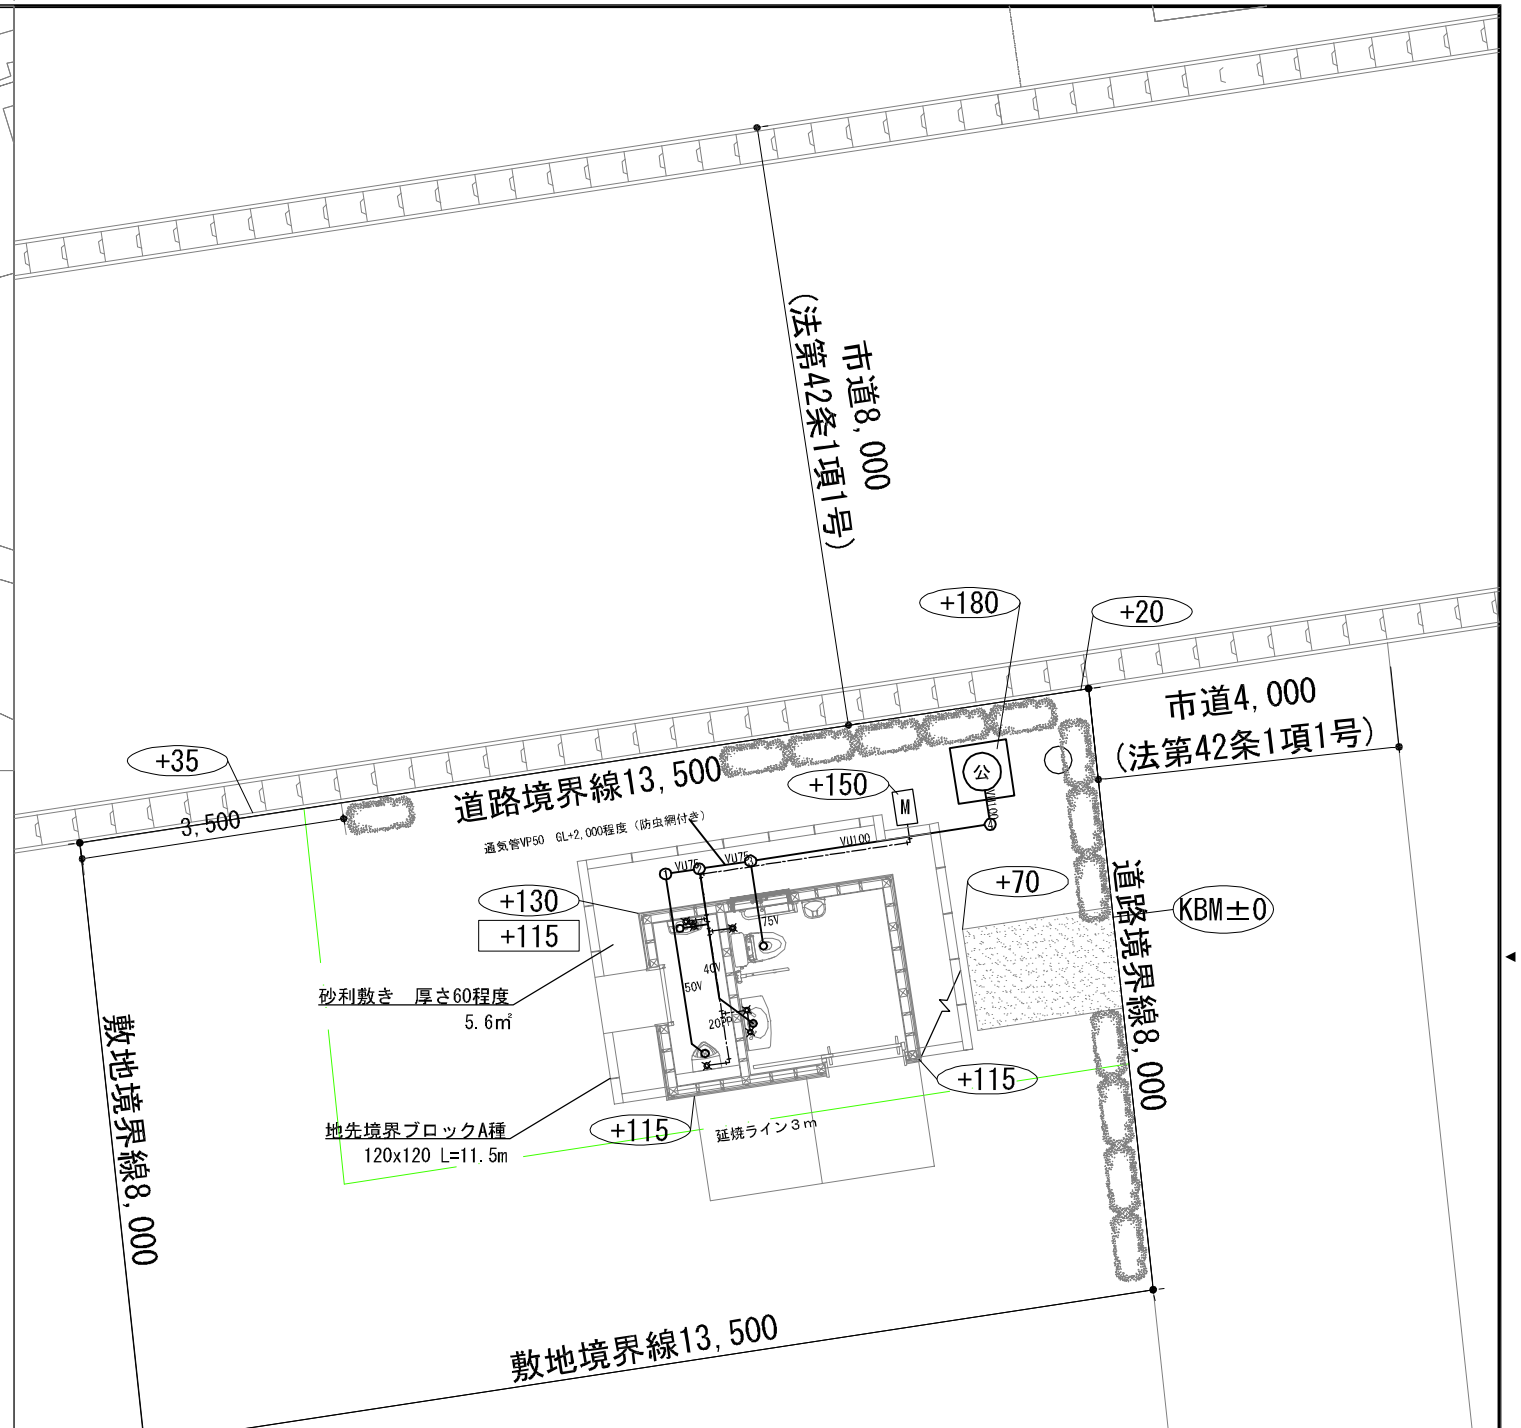 市道8,000
(法第42条1項1号)
+180
+20
市道4,000
(法第42条1項1号)
+35
3,500
道路境界線13,500
+150
公
M
通気管VP50 GL+2,000程度（防虫網付き）
VU75
VU75
VU100
VU100
1
2
3
4
+130
+115
+70
KBM±0
75V
40V
50V
砂利敷き 厚さ60程度
5.6㎡
道路境界線8,000
敷地境界線8,000
+115
地先境界ブロックA種
120x120 L=11.5m
+115
延焼ライン3m
敷地境界線13,500